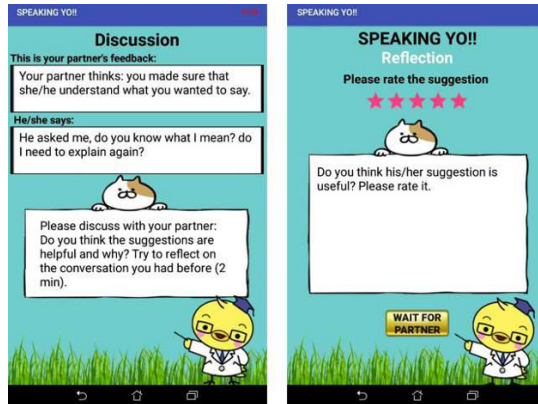 SPEAKING YO!!
Discussion
This is your partner's feedback:
Your partner thinks: you made sure that
she/he understand what you wanted to say.
He/she says:
He asked me, do you know what I mean? do
I need to explain again?
Please discuss with your partner:
Do you think the suggestions are
helpful and why? Try to reflect on
the conversation you had before (2
min).
SPEAKING YO!!
SPEAKING YO!!
Reflection
Please rate the suggestion
Do you think his/her suggestion is
useful? Please rate it.
WAIT FOR
PARTNER